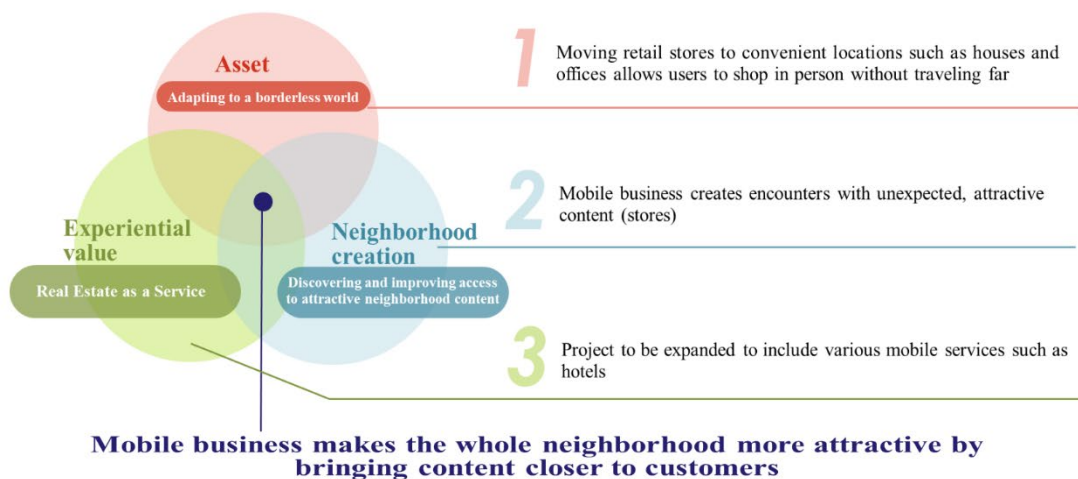 Asset
Adapting to a borderless world
Experiential
value
Real Estate as a Service
Neighborhood
creation
Discovering and improving access
to attractive neighborhood content
1
Moving retail stores to convenient locations such as houses and
offices allows users to shop in person without traveling far
2
Mobile business creates encounters with unexpected, attractive
content (stores)
3
Project to be expanded to include various mobile services such as
hotels
Mobile business makes the whole neighborhood more attractive by
bringing content closer to customers